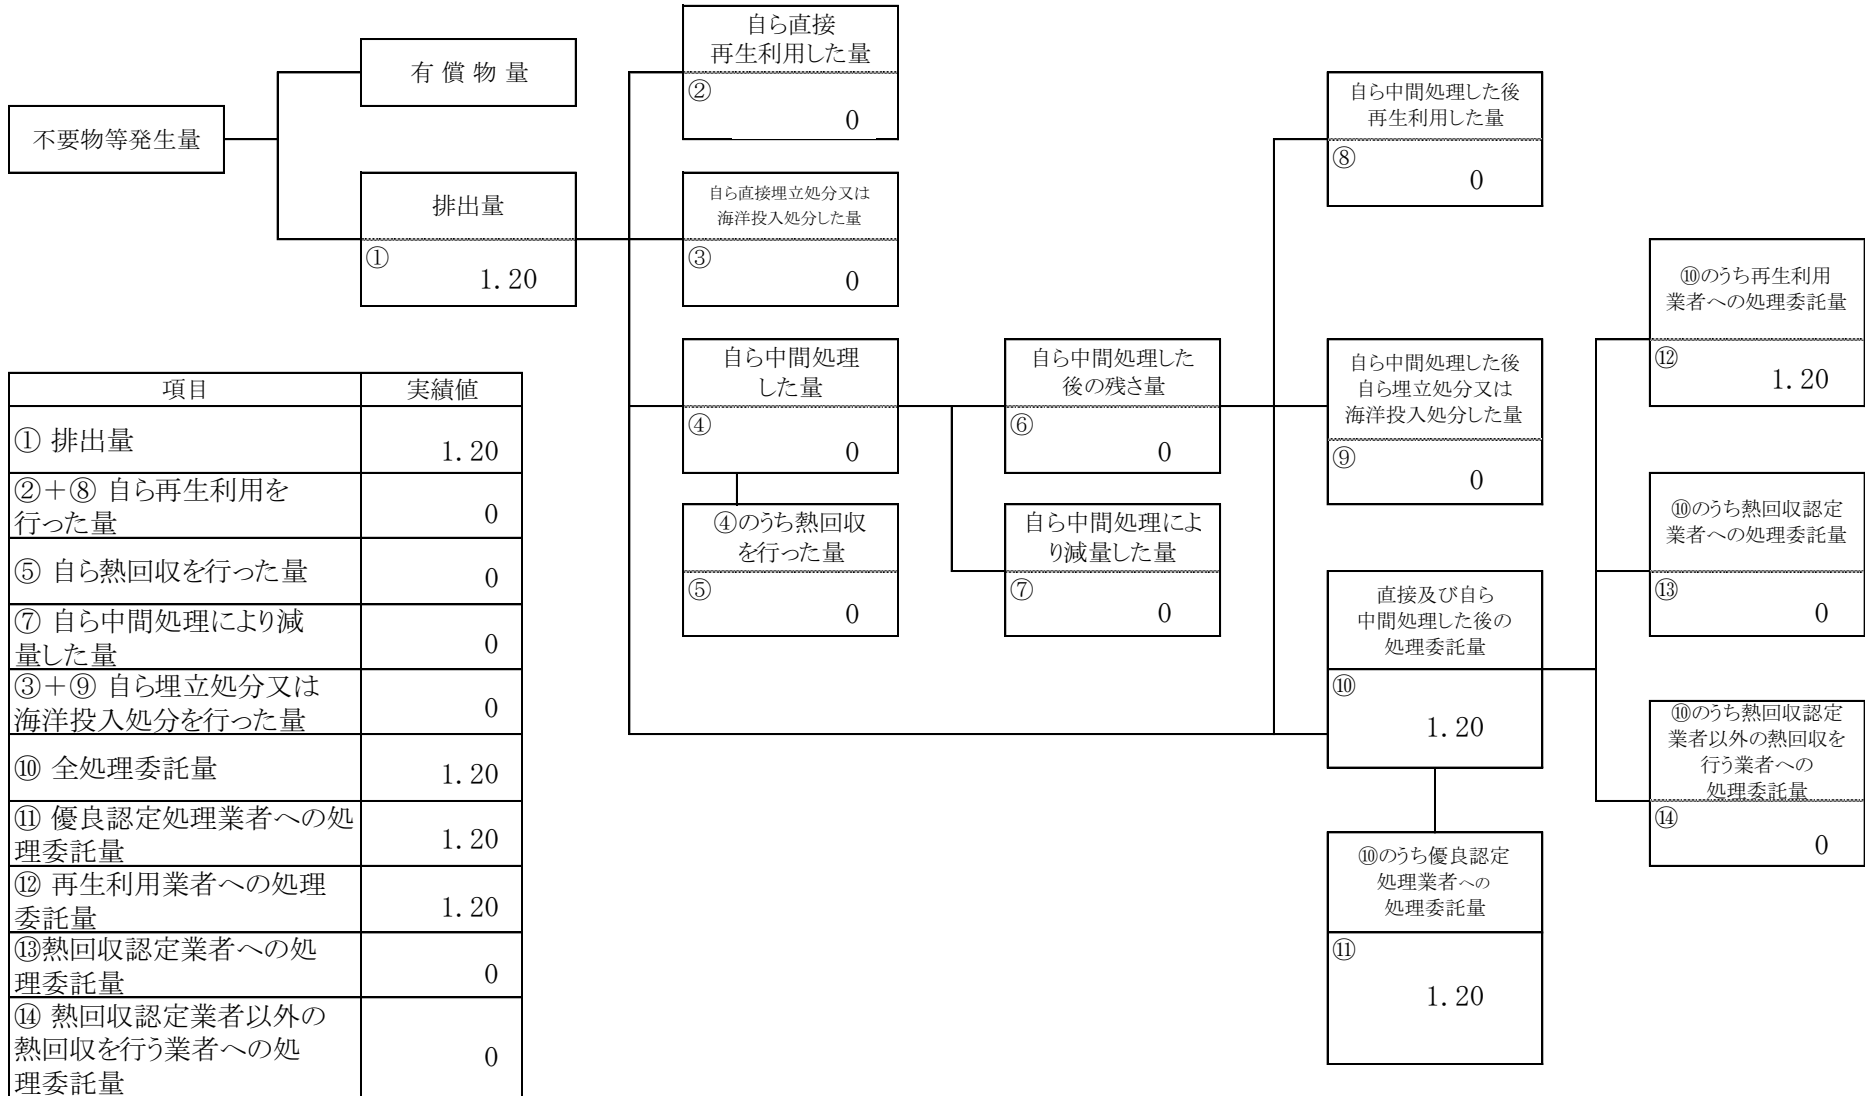 不要物等発生量
有 償 物 量
排出量
①
1.20
自ら直接
再生利用した量
②
0
自ら直接埋立処分又は
海洋投入処分した量
③
0
自ら中間処理
した量
④
0
④のうち熱回収
を行った量
⑤
0
自ら中間処理した
後の残さ量
⑥
0
自ら中間処理によ
り減量した量
⑦
0
自ら中間処理した後
再生利用した量
⑧
0
自ら中間処理した後
自ら埋立処分又は
海洋投入処分した量
⑨
0
直接及び自ら
中間処理した後の
処理委託量
⑩
1.20
⑩のうち優良認定
処理業者への
処理委託量
⑪
1.20
⑩のうち再生利用
業者への処理委託量
⑫
1.20
⑩のうち熱回収認定
業者への処理委託量
⑬
0
⑩のうち熱回収認定
業者以外の熱回収を
行う業者への
処理委託量
⑭
0
項目 実績値
① 排出量 1.20
②＋⑧ 自ら再生利用を
行った量 0
⑤ 自ら熱回収を行った量 0
⑦ 自ら中間処理により減
量した量 0
③＋⑨ 自ら埋立処分又は
海洋投入処分を行った量 0
⑩ 全処理委託量 1.20
⑪ 優良認定処理業者への処
理委託量 1.20
⑫ 再生利用業者への処理
委託量 1.20
⑬熱回収認定業者への処
理委託量 0
⑭ 熱回収認定業者以外の
熱回収を行う業者への処
理委託量 0